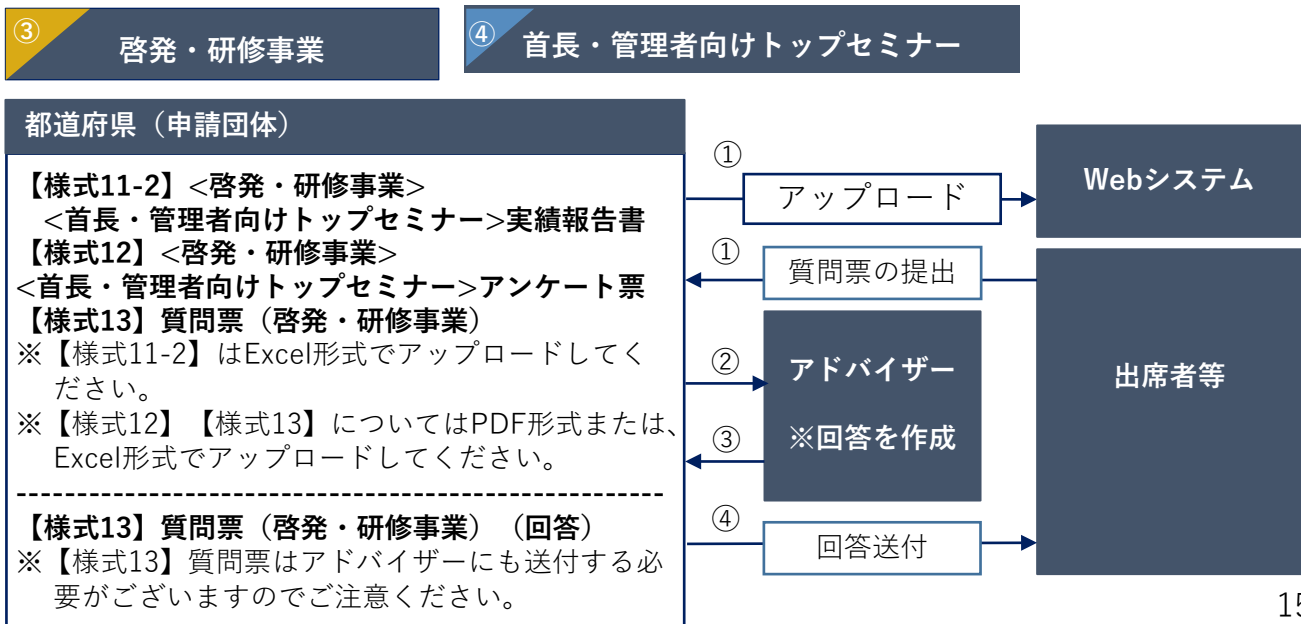 ③
啓発・研修事業
④
首長・管理者向けトップセミナー
都道府県（申請団体）
【様式11-2】<啓発・研修事業>
<首長・管理者向けトップセミナー>実績報告書
【様式12】<啓発・研修事業>
<首長・管理者向けトップセミナー>アンケート票
【様式13】質問票（啓発・研修事業）
※【様式11-2】はExcel形式でアップロードしてく
ださい。
※【様式12】【様式13】についてはPDF形式または、
Excel形式でアップロードしてください。
【様式13】質問票（啓発・研修事業）（回答）
※【様式13】質問票はアドバイザーにも送付する必
要がございますのでご注意ください。
①
アップロード
Webシステム
①
質問票の提出
②
アドバイザー
※回答を作成
③
出席者等
④
回答送付
15